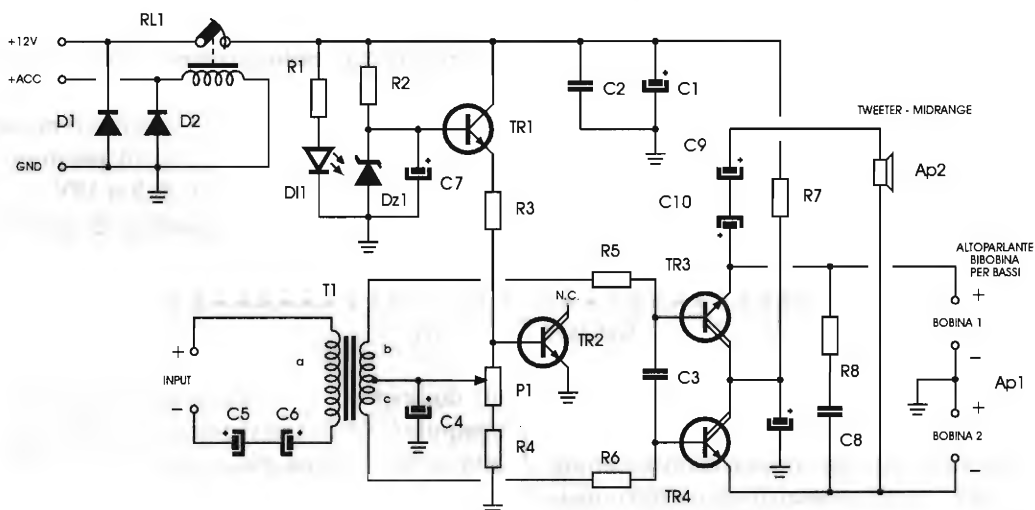 RL1
+12V
+ACC
D1
D2
GND
R1
R2
DI1
Dz1
C7
TR1
C2
C1
R3
TWEETER - MIDRANGE
C9
C10
R7
Ap2
T1
a
b
c
+
INPUT
-
C5
C6
C4
P1
R4
R5
R6
N.C.
TR2
TR3
C3
TR4
R8
C8
ALTOPARLANTE
BIBOBINA
PER BASSI
+
BOBINA 1
-
Ap1
+
BOBINA 2
-